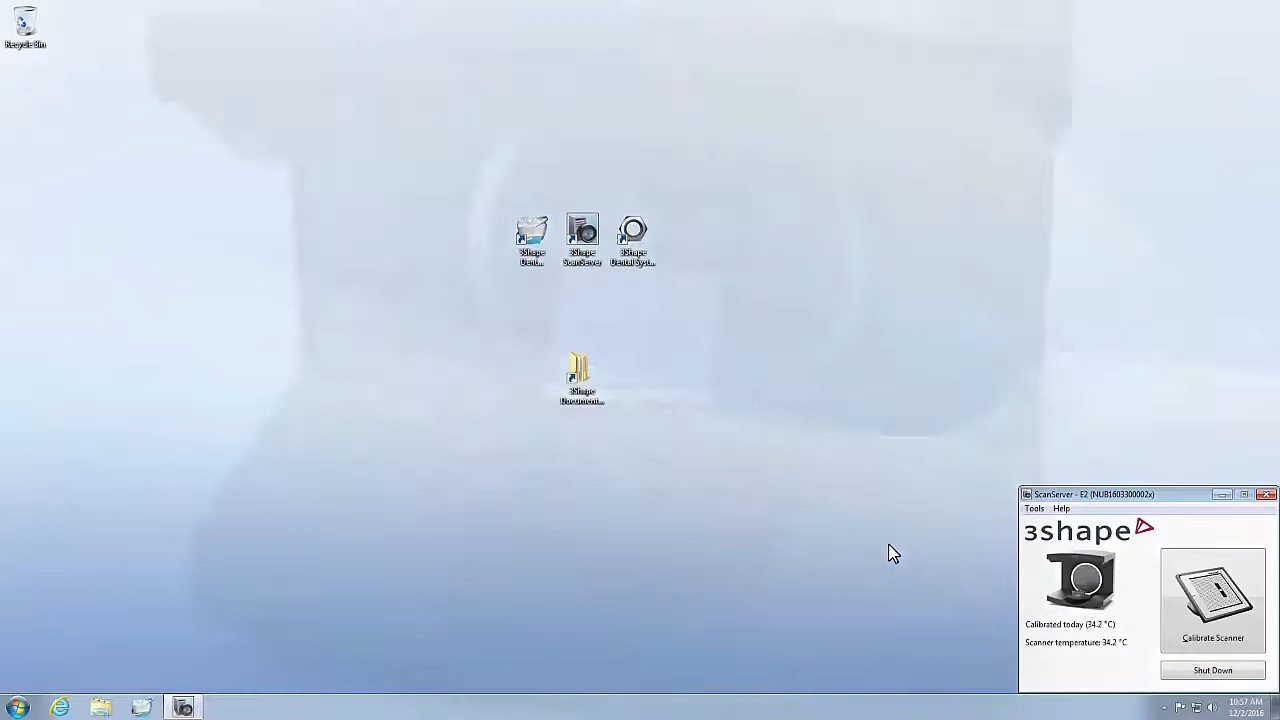 Recycle Bin
3Shape
Dent...
3Shape
ScanServer
3Shape
Dental Syst...
3Shape
Document...
ScanServer - E2 (NUB1603300002x)
Tools Help
3shape
Calibrated today (34.2 °C)
Scanner temperature: 34.2 °C
Calibrate Scanner
Shut Down
10:57 AM
12/2/2016